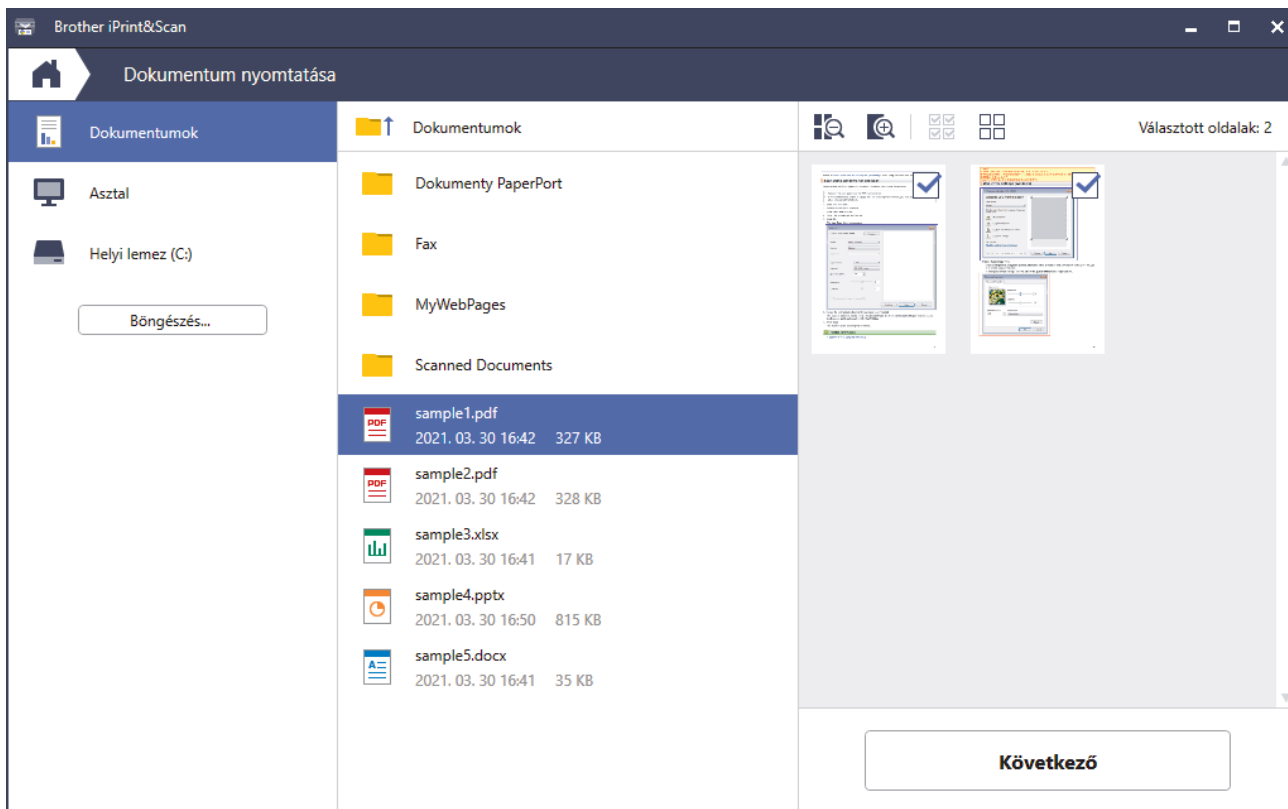 Brother iPrint&Scan
Dokumentum nyomtatása
Dokumentumok
Asztal
Helyi lemez (C:)
Böngészés...
Dokumentumok
Dokumenty PaperPort
Fax
MyWebPages
Scanned Documents
PDF
sample1.pdf
2021. 03. 30 16:42 327 KB
PDF
sample2.pdf
2021. 03. 30 16:42 328 KB
sample3.xlsx
2021. 03. 30 16:41 17 KB
sample4.pptx
2021. 03. 30 16:50 815 KB
A
sample5.docx
2021. 03. 30 16:41 35 KB
Választott oldalak: 2
Következő